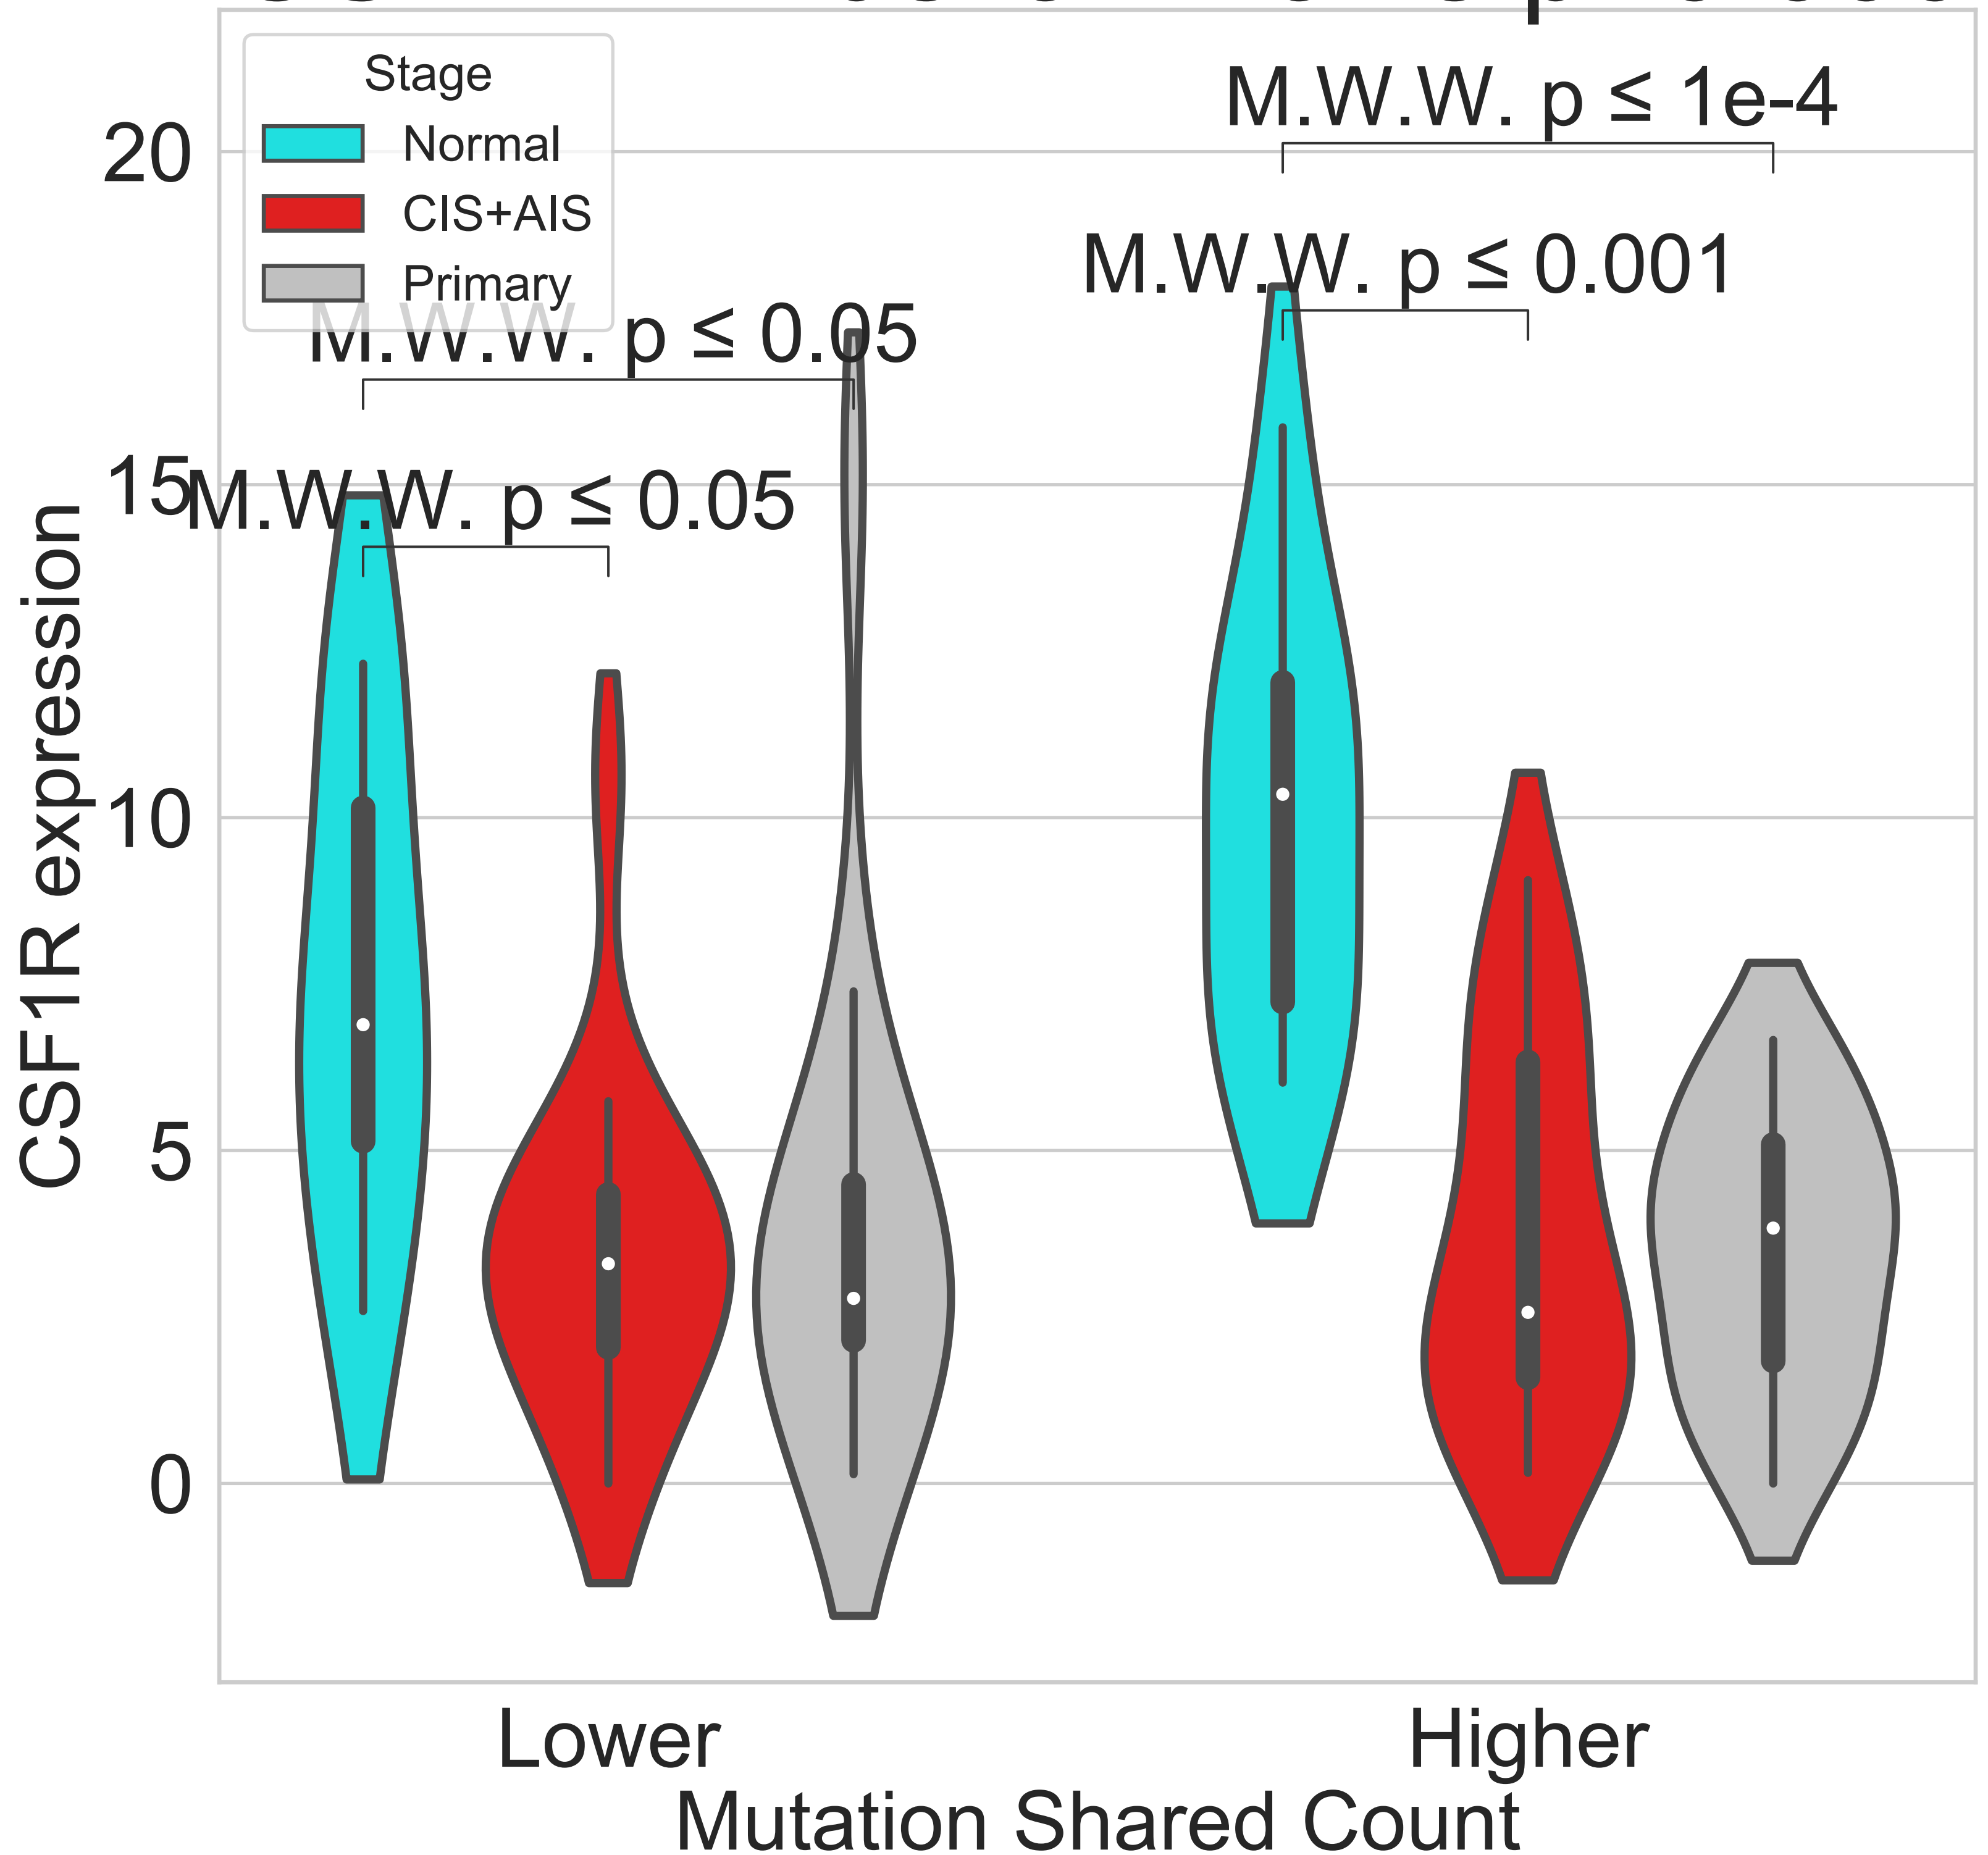 M.W.W. p ≤ 1e-4
Stage
Normal
CIS+AIS
Primary
M.W.W. p ≤ 0.001
M.W.W. p ≤ 0.05
M.W.W. p ≤ 0.05
20
15
10
5
0
CSF1R expression
Lower
Higher
Mutation Shared Count